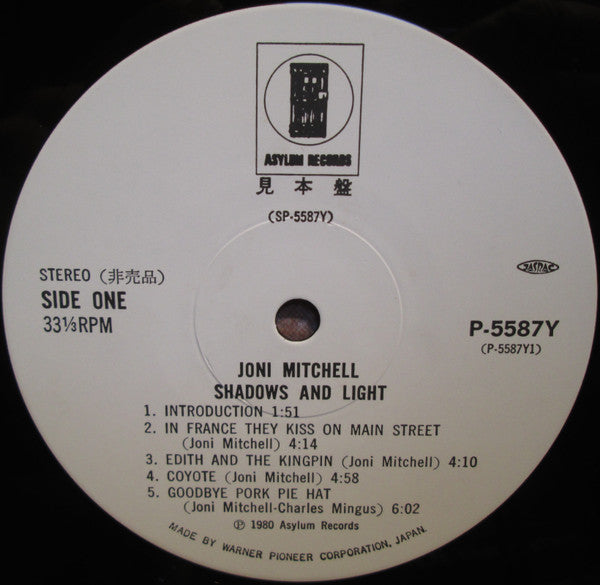 ASYLUM RECORDS
見本盤
(SP-5587Y)
STEREO (非売品)
SIDE ONE
33⅓RPM
JASRAC
P-5587Y
(P-5587Y1)
JONI MITCHELL
SHADOWS AND LIGHT
1. INTRODUCTION 1:51
2. IN FRANCE THEY KISS ON MAIN STREET
(Joni Mitchell) 4:14
3. EDITH AND THE KINGPIN (Joni Mitchell) 4:10
4. COYOTE (Joni Mitchell) 4:58
5. GOODBYE PORK PIE HAT
(Joni Mitchell-Charles Mingus) 6:02
Ⓟ 1980 Asylum Records
MADE BY WARNER PIONEER CORPORATION, JAPAN.